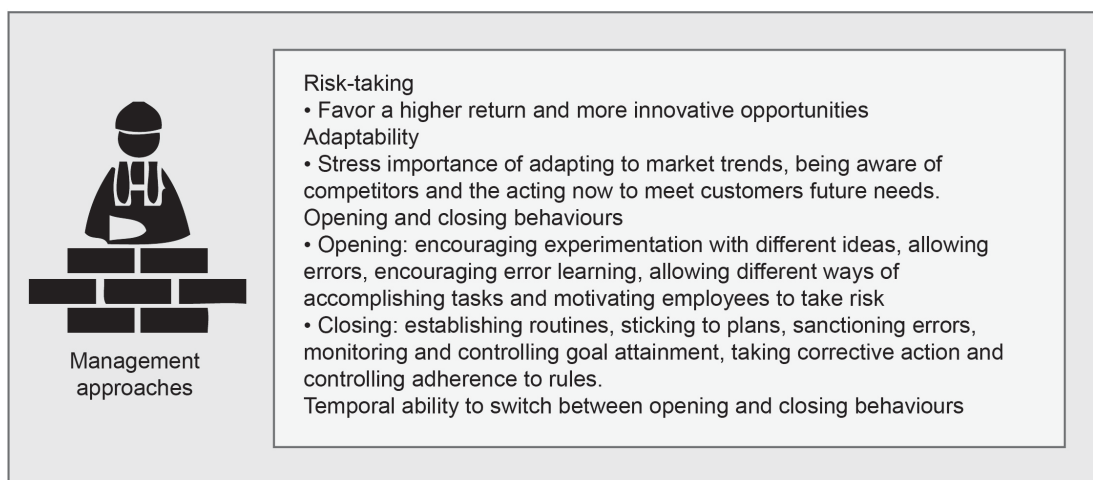 Risk-taking
• Favor a higher return and more innovative opportunities
Adaptability
• Stress importance of adapting to market trends, being aware of
competitors and the acting now to meet customers future needs.
Opening and closing behaviours
• Opening: encouraging experimentation with different ideas, allowing
errors, encouraging error learning, allowing different ways of
accomplishing tasks and motivating employees to take risk
• Closing: establishing routines, sticking to plans, sanctioning errors,
monitoring and controlling goal attainment, taking corrective action and
controlling adherence to rules.
Temporal ability to switch between opening and closing behaviours
Management
approaches